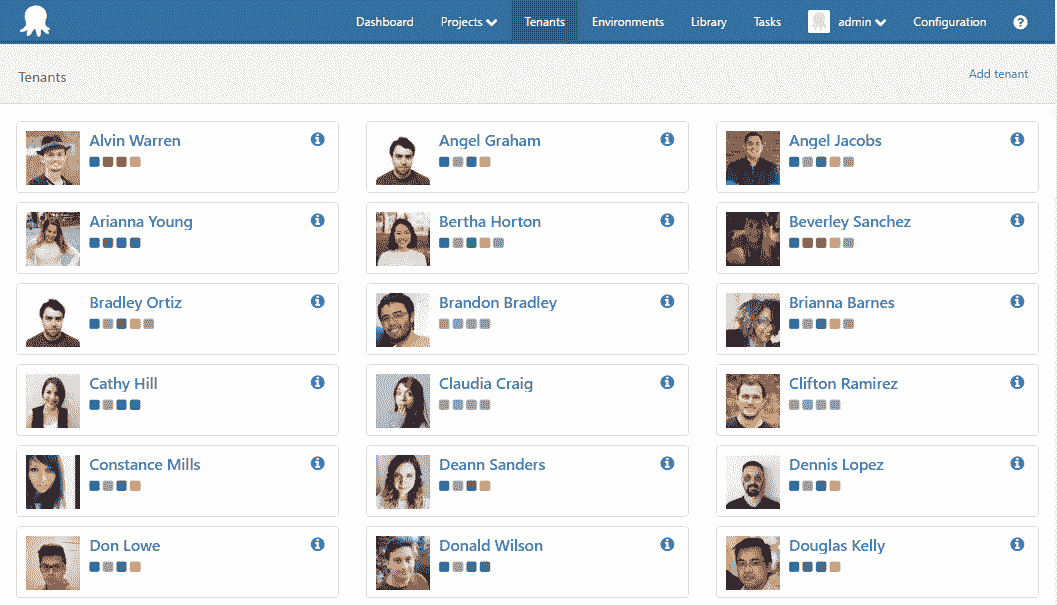 Dashboard Projects Tenants Environments Library Tasks admin Configuration ?
Tenants Add tenant
Alvin Warren i Angel Graham i Angel Jacobs i
Arianna Young i Bertha Horton i Beverley Sanchez i
Bradley Ortiz i Brandon Bradley i Brianna Barnes i
Cathy Hill i Claudia Craig i Clifton Ramirez i
Constance Mills i Deann Sanders i Dennis Lopez i
Don Lowe i Donald Wilson i Douglas Kelly i